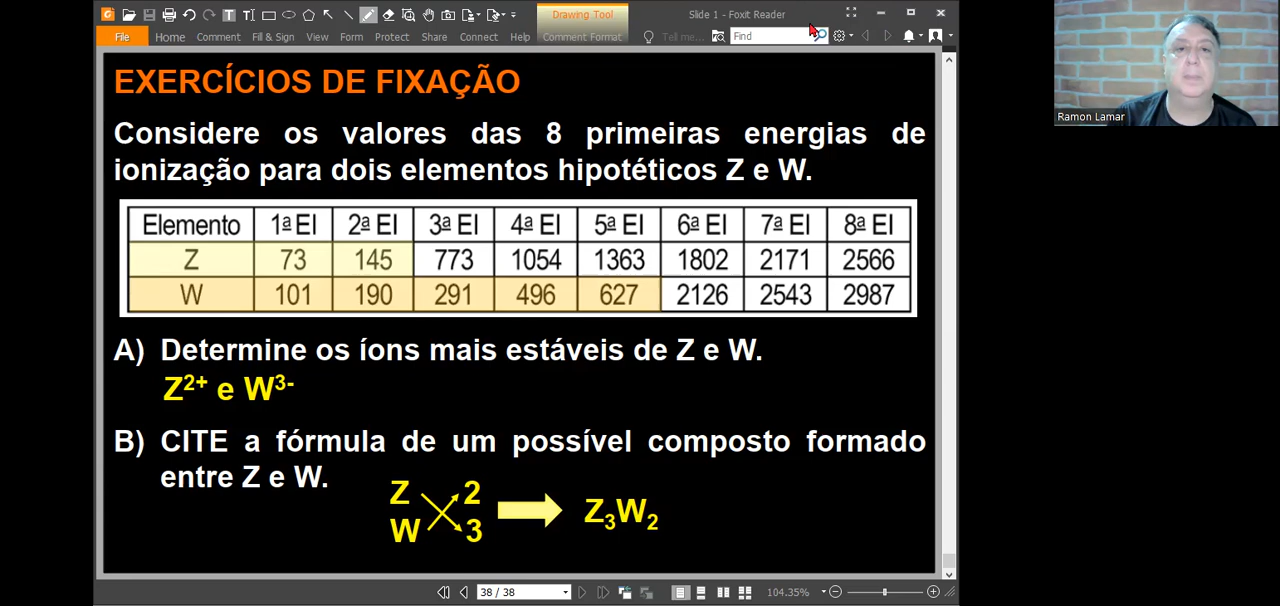 Drawing Tool
Slide 1 - Foxit Reader
File Home Comment Fill & Sign View Form Protect Share Connect Help Comment Format Tell me... Find
EXERCÍCIOS DE FIXAÇÃO
Considere os valores das 8 primeiras energias de
ionização para dois elementos hipotéticos Z e W.
Elemento 1ª EI 2ª EI 3ª EI 4ª EI 5ª EI 6ª EI 7ª EI 8ª EI
Z 73 145 773 1054 1363 1802 2171 2566
W 101 190 291 496 627 2126 2543 2987
A) Determine os íons mais estáveis de Z e W.
Z²⁺ e W³⁻
B) CITE a fórmula de um possível composto formado
entre Z e W.
Z 2
W 3
Z₃W₂
38 / 38
104.35%
Ramon Lamar